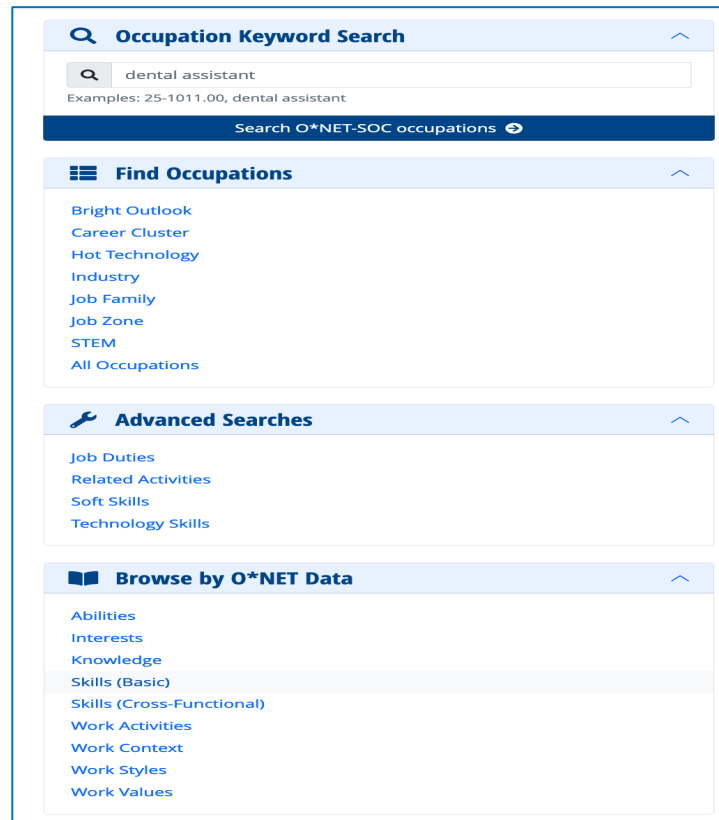 Occupation Keyword Search
dental assistant
Examples: 25-1011.00, dental assistant
Search O*NET-SOC occupations
Find Occupations
Bright Outlook
Career Cluster
Hot Technology
Industry
Job Family
Job Zone
STEM
All Occupations
Advanced Searches
Job Duties
Related Activities
Soft Skills
Technology Skills
Browse by O*NET Data
Abilities
Interests
Knowledge
Skills (Basic)
Skills (Cross-Functional)
Work Activities
Work Context
Work Styles
Work Values